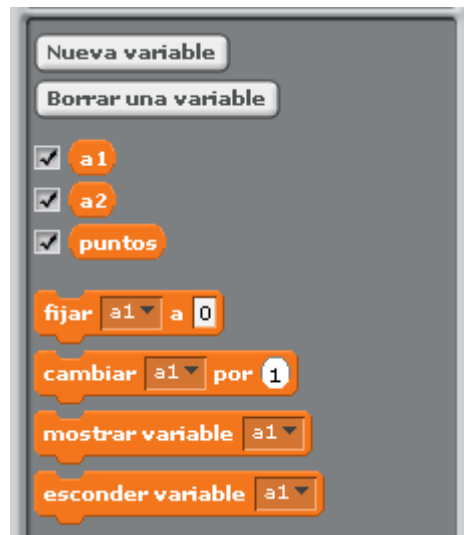 Nueva variable
Borrar una variable
a1
a2
puntos
fijar a1 a 0
cambiar a1 por 1
mostrar variable a1
esconder variable a1